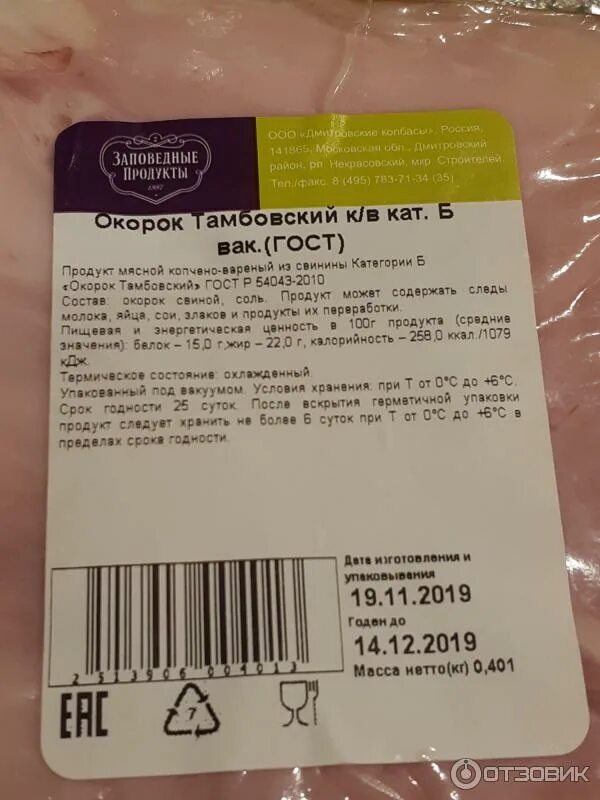 ЗАПОВЕДНЫЕ
ПРОДУКТЫ
1997
ООО «Дмитровские колбасы», Россия,
141865, Московская обл., Дмитровский
район, рп. Некрасовский, мкр. Строителей.
Тел./факс. 8 (495) 783-71-34 (35)
Окорок Тамбовский к/в кат. Б
вак.(ГОСТ)
Продукт мясной копчено-вареный из свинины Категории Б
«Окорок Тамбовский» ГОСТ Р 54043-2010
Состав: окорок свиной, соль. Продукт может содержать следы
молока, яйца, сои, злаков и продукты их переработки.
Пищевая и энергетическая ценность в 100г продукта (средние
значения): белок – 15,0 г,жир – 22,0 г, калорийность – 258,0 ккал./1079
кДж.
Термическое состояние: охлажденный.
Упакованный под вакуумом. Условия хранения: при Т от 0°С до +6°С.
Срок годности 25 суток. После вскрытия герметичной упаковки
продукт следует хранить не более 6 суток при Т от 0°С до +6°С в
пределах срока годности.
Дата изготовления и
упаковывания
19.11.2019
Годен до
14.12.2019
Масса нетто(кг) 0,401
2513906004013
ЕАС
7
ОТЗОВИК